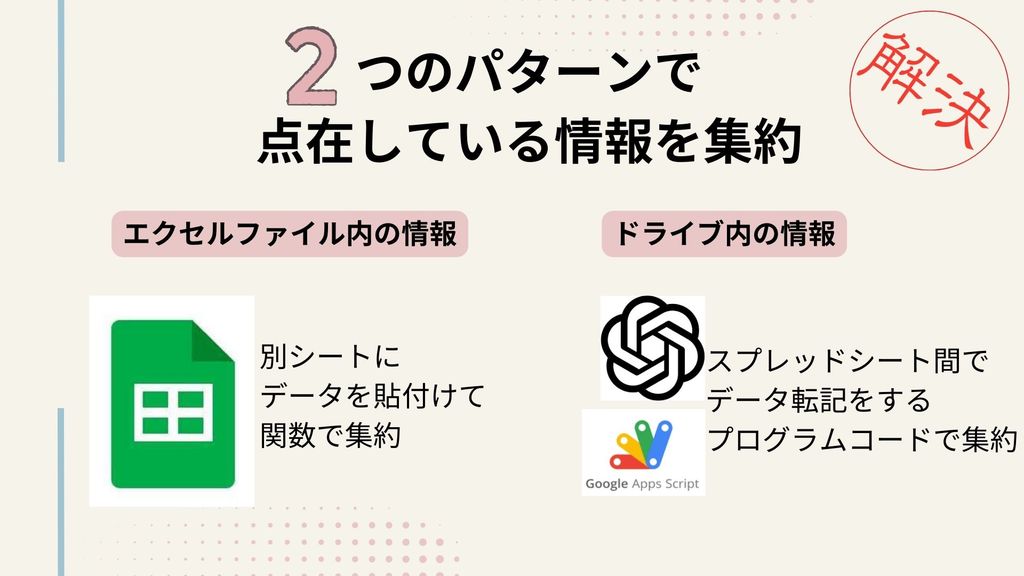 2つのパターンで
点在している情報を集約
解決
エクセルファイル内の情報
別シートに
データを貼付けて
関数で集約
ドライブ内の情報
スプレッドシート間で
データ転記をする
プログラムコードで集約
Google Apps Script